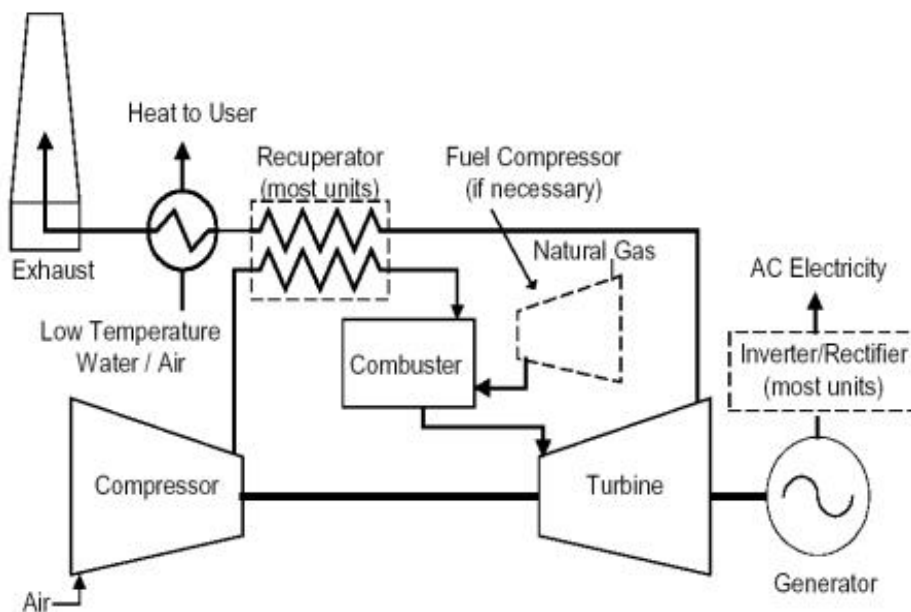 Heat to User
Recuperator
(most units)
Fuel Compressor
(if necessary)
Natural Gas
AC Electricity
Exhaust
Low Temperature
Water / Air
Combuster
Inverter/Rectifier
(most units)
Compressor
Turbine
Generator
Air